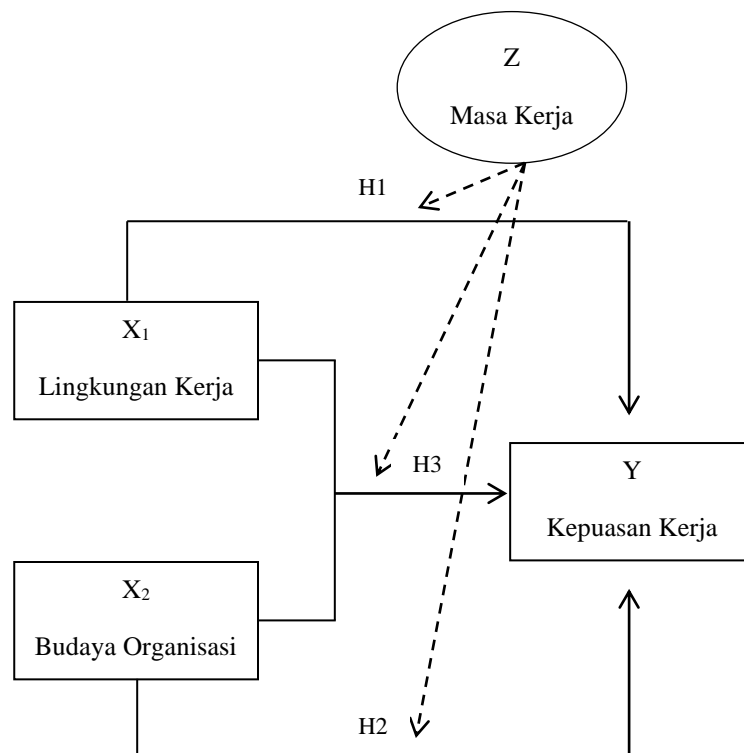 Z
Masa Kerja
H1
X₁
Lingkungan Kerja
H3
Y
Kepuasan Kerja
X₂
Budaya Organisasi
H2